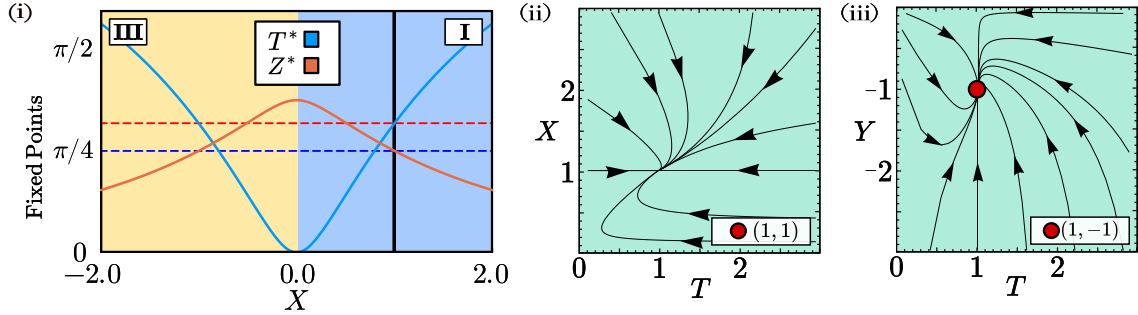 (i)
III
I
T*
Z*
π/2
π/4
0
Fixed Points
−2.0
0.0
2.0
X
(ii)
2
1
X
0
1
2
T
(1, 1)
(iii)
−1
Y
−2
0
1
2
T
(1, −1)